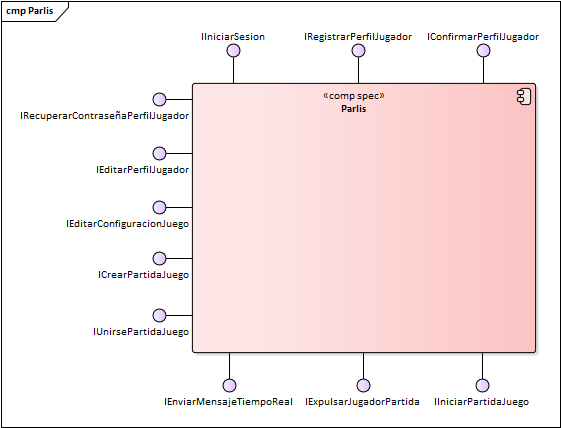 cmp Parlis
IIniciarSesion
IRegistrarPerfilJugador
IConfirmarPerfilJugador
«comp spec»
Parlis
IRecuperarContraseñaPerfilJugador
IEditarPerfilJugador
IEditarConfiguracionJuego
ICrearPartidaJuego
IUnirsePartidaJuego
IEnviarMensajeTiempoReal
IExpulsarJugadorPartida
IIniciarPartidaJuego